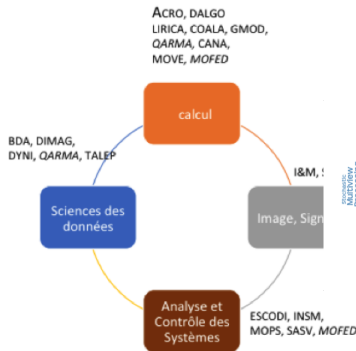 ACRO, DALGO
LIRICA, COALA, GMOD,
QARMA, CANA,
MOVE, MOFED
calcul
BDA, DIMAG,
DYNI, QARMA, TALEP
I&M,
Sciences des
données
Image,
Multiview
Analyse et
Contrôle des
Systèmes
ESCODI, INSM,
MOPS, SASV, MOFED